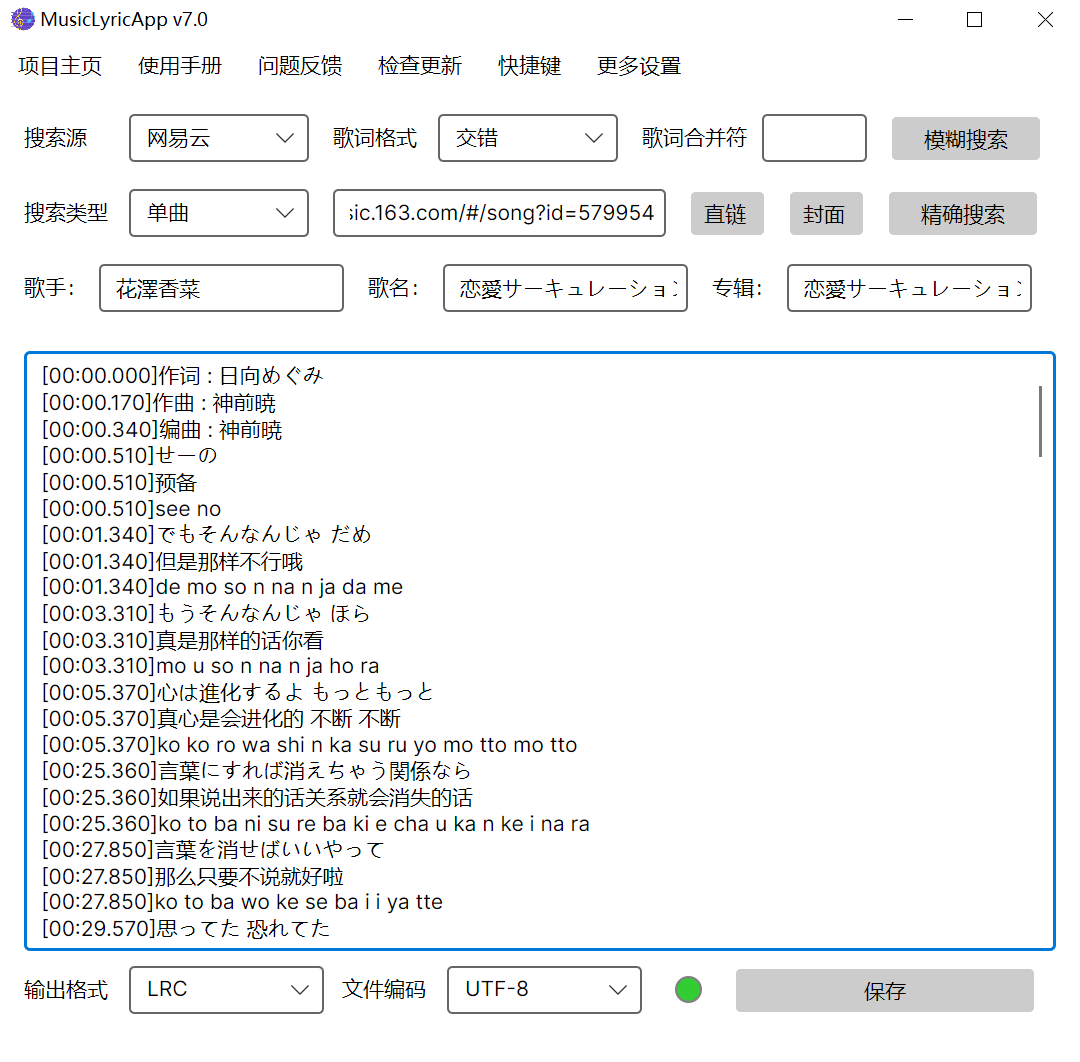 MusicLyricApp v7.0
项目主页 使用手册 问题反馈 检查更新 快捷键 更多设置
搜索源 网易云 歌词格式 交错 歌词合并符 模糊搜索
搜索类型 单曲 sic.163.com/#/song?id=579954 直链 封面 精确搜索
歌手： 花澤香菜 歌名： 恋愛サーキュレーション 专辑： 恋愛サーキュレーション
[00:00.000]作词 : 日向めぐみ
[00:00.170]作曲 : 神前暁
[00:00.340]编曲 : 神前暁
[00:00.510]せーの
[00:00.510]预备
[00:00.510]see no
[00:01.340]でもそんなんじゃ だめ
[00:01.340]但是那样不行哦
[00:01.340]de mo so n na n ja da me
[00:03.310]もうそんなんじゃ ほら
[00:03.310]真是那样的话你看
[00:03.310]mo u so n na n ja ho ra
[00:05.370]心は進化するよ もっともっと
[00:05.370]真心是会进化的 不断 不断
[00:05.370]ko ko ro wa shi n ka su ru yo mo tto mo tto
[00:25.360]言葉にすれば消えちゃう関係なら
[00:25.360]如果说出来的话关系就会消失的话
[00:25.360]ko to ba ni su re ba ki e cha u ka n ke i na ra
[00:27.850]言葉を消せばいいやって
[00:27.850]那么只要不说就好啦
[00:27.850]ko to ba wo ke se ba i i ya tte
[00:29.570]思ってた 恐れてた
输出格式 LRC 文件编码 UTF-8 保存